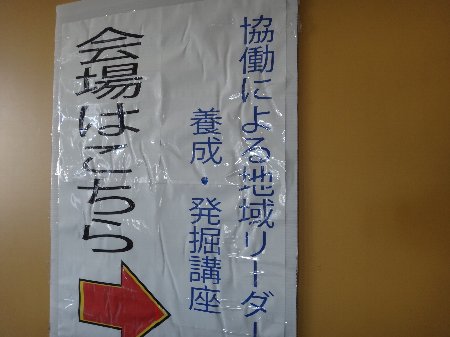 協働による地域リーダー
養成・発掘講座
会場はこちら